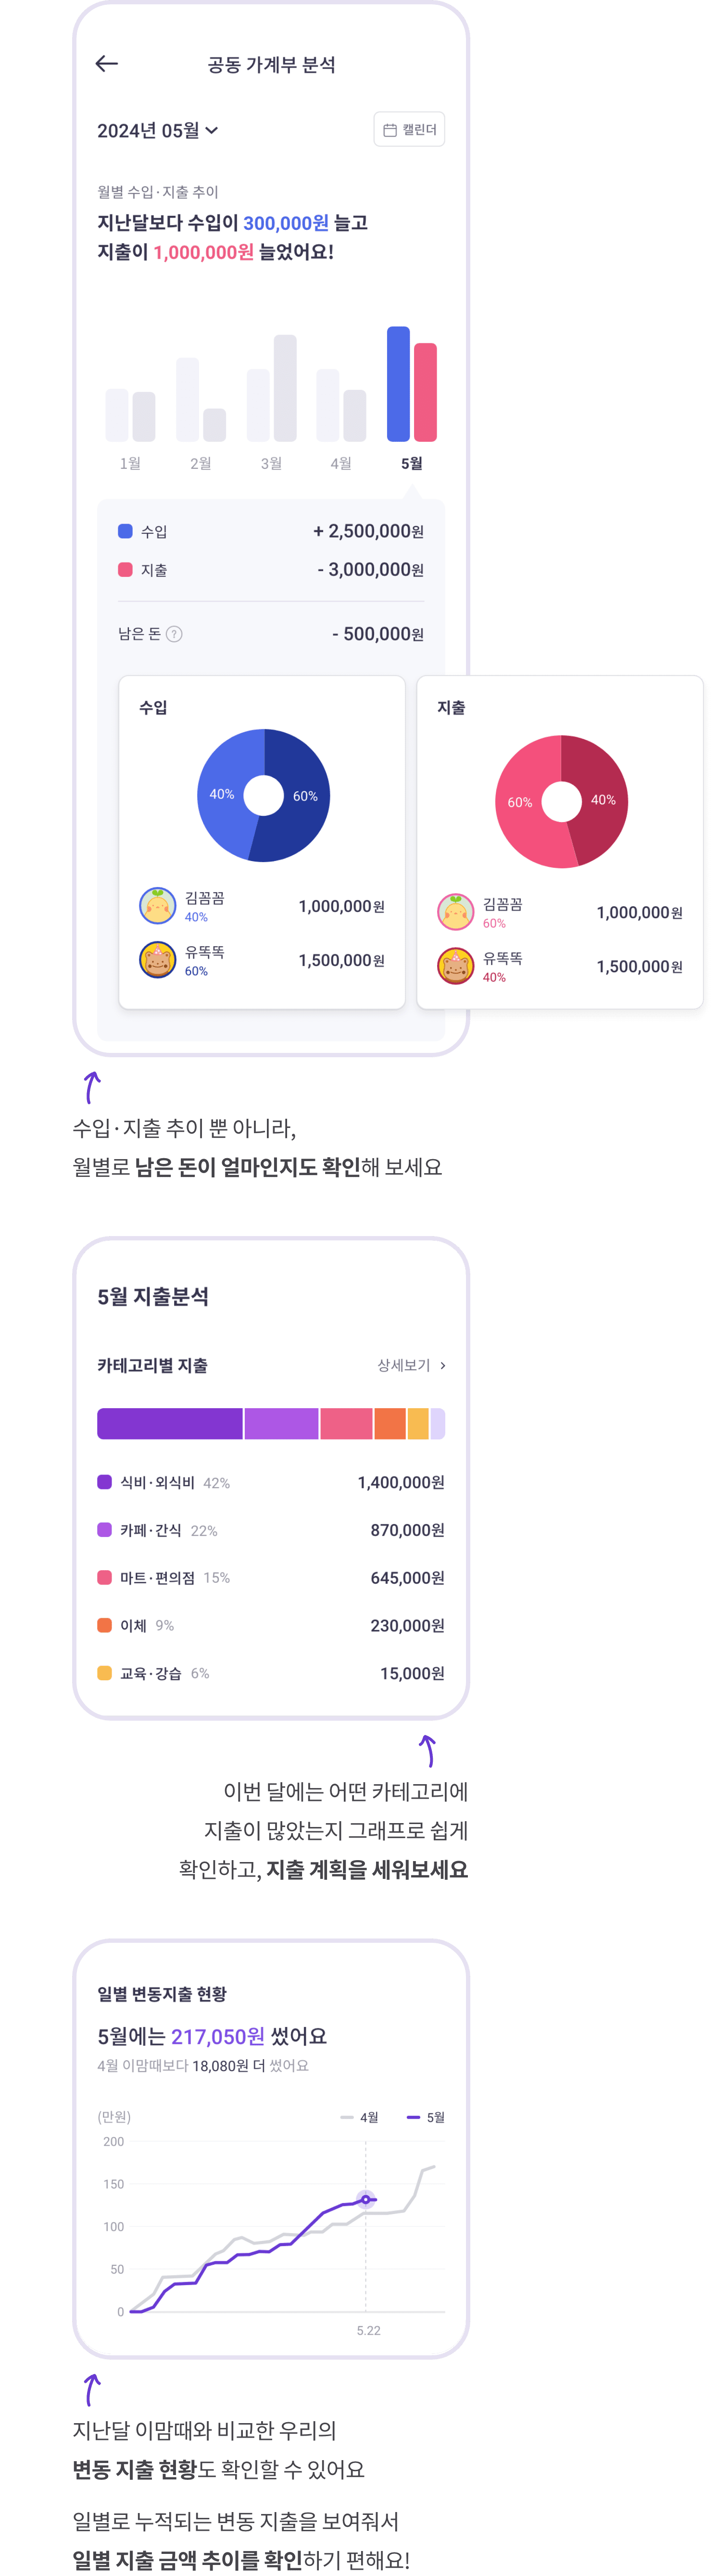 공동 가계부 분석
2024년 05월
캘린더
월별 수입·지출 추이
지난달보다 수입이 300,000원 늘고
지출이 1,000,000원 늘었어요!
1월 2월 3월 4월 5월
수입 + 2,500,000원
지출 - 3,000,000원
남은 돈 ? - 500,000원
수입
40% 60%
김꼼꼼 1,000,000원
40%
유똑똑 1,500,000원
60%
지출
60% 40%
김꼼꼼 1,000,000원
60%
유똑똑 1,500,000원
40%
수입·지출 추이 뿐 아니라,
월별로 남은 돈이 얼마인지도 확인해 보세요
5월 지출분석
카테고리별 지출 상세보기 >
식비·외식비 42% 1,400,000원
카페·간식 22% 870,000원
마트·편의점 15% 645,000원
이체 9% 230,000원
교육·강습 6% 15,000원
이번 달에는 어떤 카테고리에
지출이 많았는지 그래프로 쉽게
확인하고, 지출 계획을 세워보세요
일별 변동지출 현황
5월에는 217,050원 썼어요
4월 이맘때보다 18,080원 더 썼어요
(만원) 4월 5월
200
150
100
50
0
5.22
지난달 이맘때와 비교한 우리의
변동 지출 현황도 확인할 수 있어요
일별로 누적되는 변동 지출을 보여줘서
일별 지출 금액 추이를 확인하기 편해요!